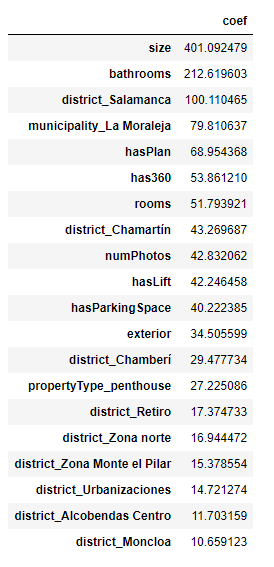 coef
size 401.092479
bathrooms 212.619603
district_Salamanca 100.110465
municipality_La Moraleja 79.810637
hasPlan 68.954368
has360 53.861210
rooms 51.793921
district_Chamartín 43.269687
numPhotos 42.832062
hasLift 42.246458
hasParkingSpace 40.222385
exterior 34.505599
district_Chamberí 29.477734
propertyType_penthouse 27.225086
district_Retiro 17.374733
district_Zona norte 16.944472
district_Zona Monte el Pilar 15.378554
district_Urbanizaciones 14.721274
district_Alcobendas Centro 11.703159
district_Moncloa 10.659123